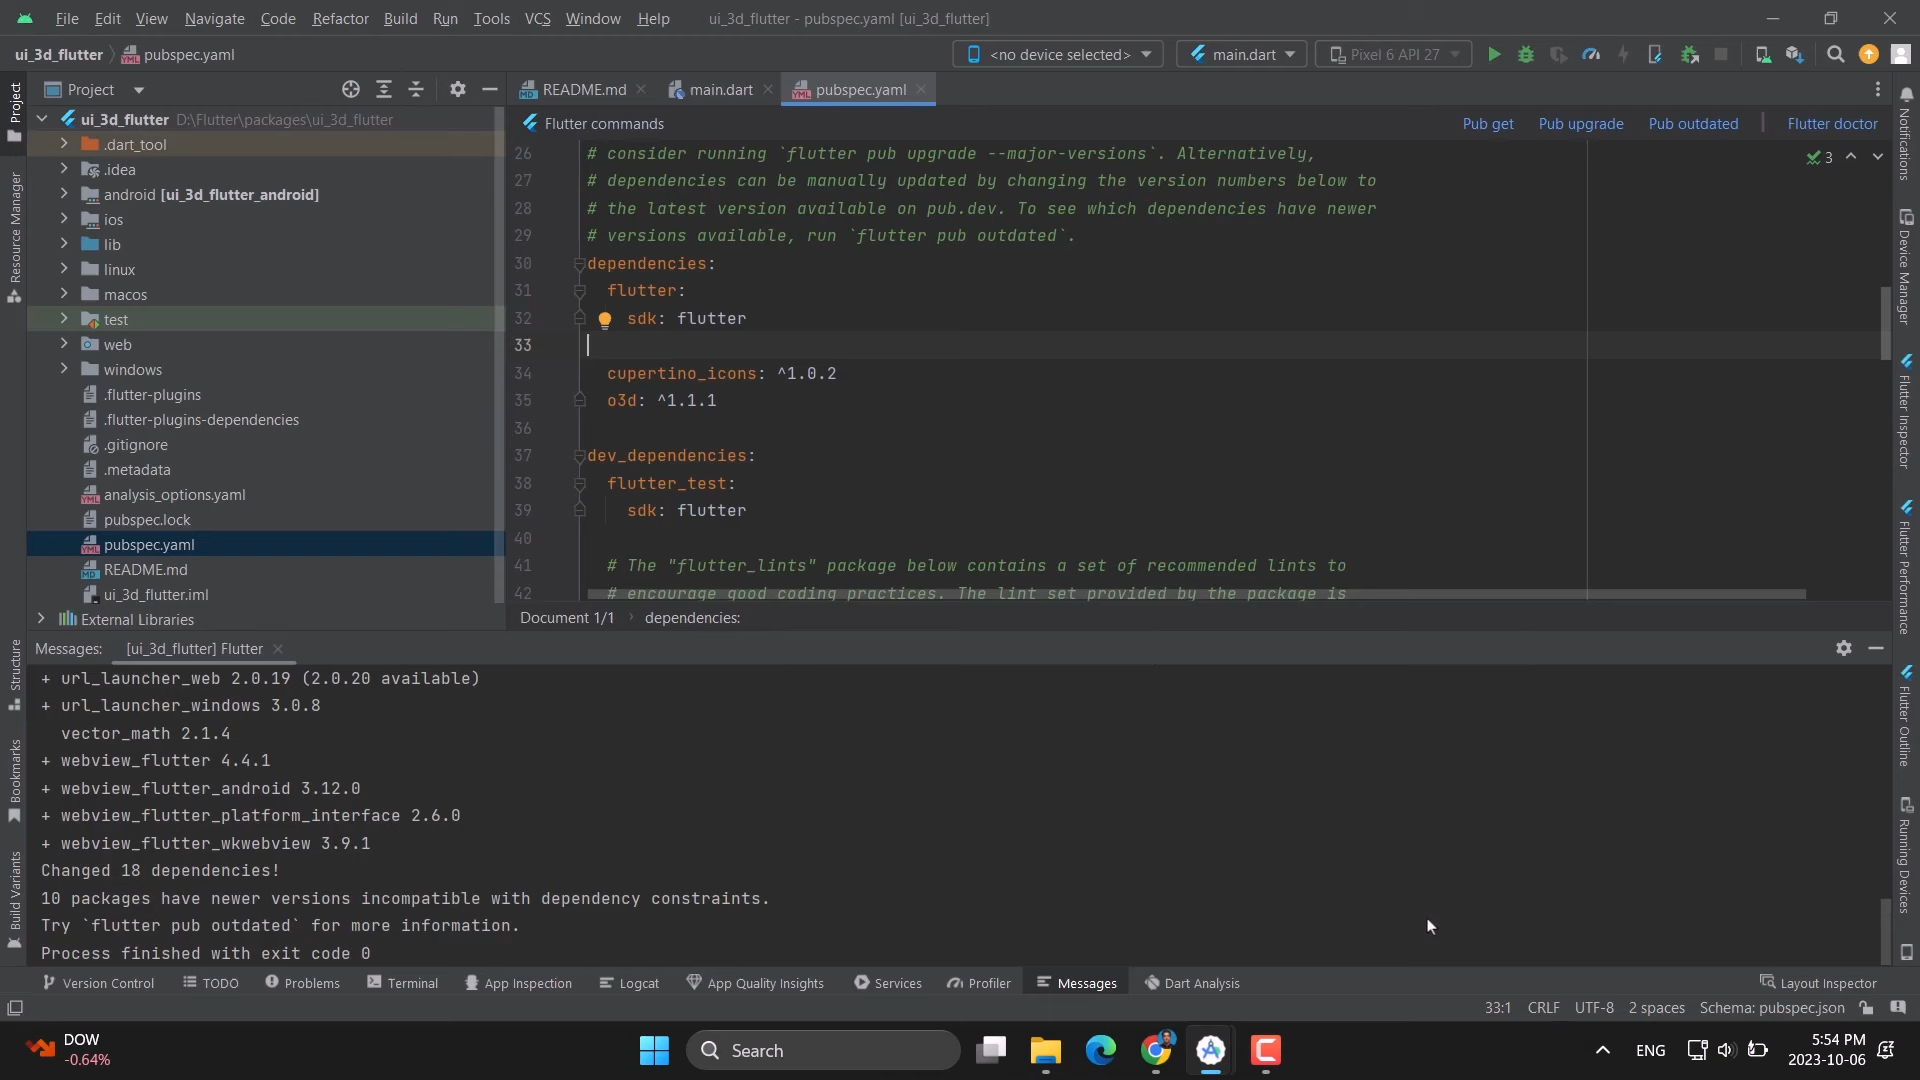 File Edit View Navigate Code Refactor Build Run Tools VCS Window Help ui_3d_flutter - pubspec.yaml [ui_3d_flutter]
ui_3d_flutter pubspec.yaml <no device selected> main.dart Pixel 6 API 27
Project README.md main.dart pubspec.yaml
ui_3d_flutter D:\Flutter\packages\ui_3d_flutter
.dart_tool
.idea
android [ui_3d_flutter_android]
ios
lib
linux
macos
test
web
windows
.flutter-plugins
.flutter-plugins-dependencies
.gitignore
.metadata
analysis_options.yaml
pubspec.lock
pubspec.yaml
README.md
ui_3d_flutter.iml
External Libraries
Flutter commands Pub get Pub upgrade Pub outdated Flutter doctor
3
26 # consider running `flutter pub upgrade --major-versions`. Alternatively,
27 # dependencies can be manually updated by changing the version numbers below to
28 # the latest version available on pub.dev. To see which dependencies have newer
29 # versions available, run `flutter pub outdated`.
30 dependencies:
31 flutter:
32 sdk: flutter
33
34 cupertino_icons: ^1.0.2
35 o3d: ^1.1.1
36
37 dev_dependencies:
38 flutter_test:
39 sdk: flutter
40
41 # The "flutter_lints" package below contains a set of recommended lints to
42 # encourage good coding practices. The lint set provided by the package is
Document 1/1 dependencies:
Messages: [ui_3d_flutter] Flutter
+ url_launcher_web 2.0.19 (2.0.20 available)
+ url_launcher_windows 3.0.8
vector_math 2.1.4
+ webview_flutter 4.4.1
+ webview_flutter_android 3.12.0
+ webview_flutter_platform_interface 2.6.0
+ webview_flutter_wkwebview 3.9.1
Changed 18 dependencies!
10 packages have newer versions incompatible with dependency constraints.
Try `flutter pub outdated` for more information.
Process finished with exit code 0
Project
Resource Manager
Structure
Bookmarks
Build Variants
Notifications
Device Manager
Flutter Inspector
Flutter Performance
Flutter Outline
Running Devices
Version Control TODO Problems Terminal App Inspection Logcat App Quality Insights Services Profiler Messages Dart Analysis Layout Inspector
33:1 CRLF UTF-8 2 spaces Schema: pubspec.json
DOW
-0.64%
Search
ENG
5:54 PM
2023-10-06